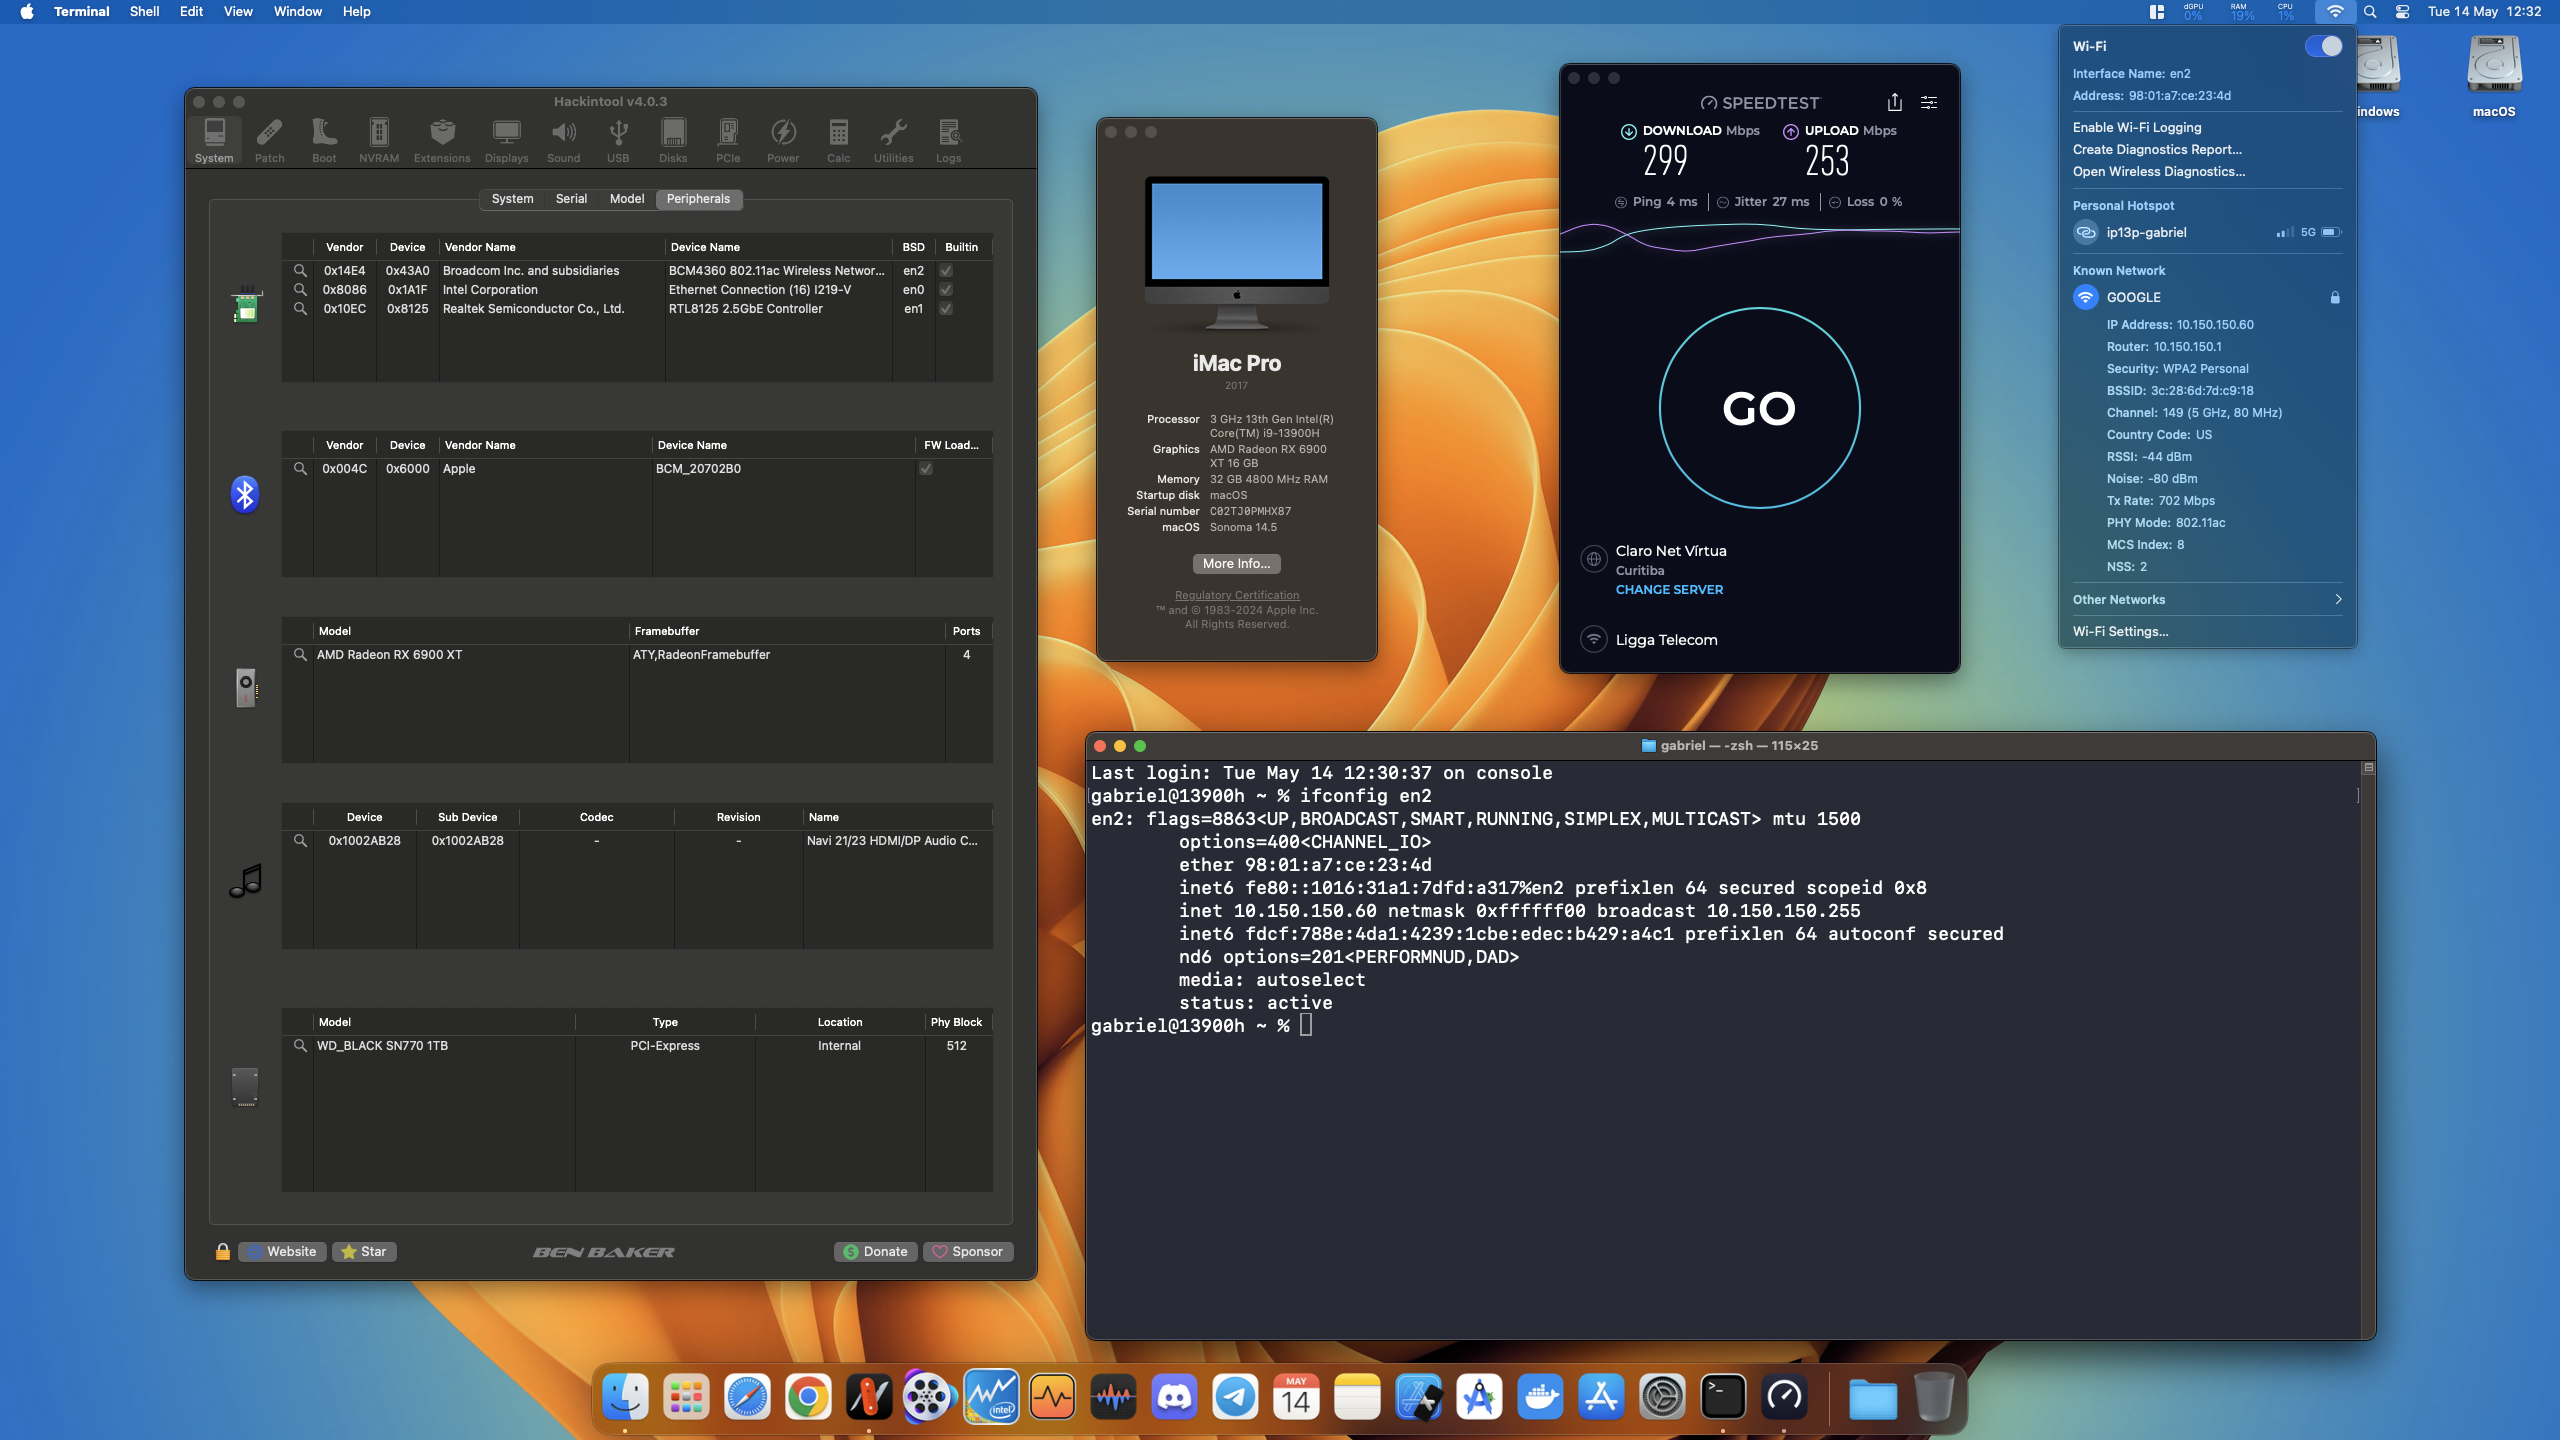 Terminal Shell Edit View Window Help
dGPU 0% RAM 19% CPU 1% Tue 14 May 12:32
Hackintool v4.0.3
System Patch Boot NVRAM Extensions Displays Sound USB Disks PCIe Power Calc Utilities Logs
System Serial Model Peripherals
Vendor Device Vendor Name Device Name BSD Builtin
0x14E4 0x43A0 Broadcom Inc. and subsidiaries BCM4360 802.11ac Wireless Networ... en2
0x8086 0x1A1F Intel Corporation Ethernet Connection (16) I219-V en0
0x10EC 0x8125 Realtek Semiconductor Co., Ltd. RTL8125 2.5GbE Controller en1
Vendor Device Vendor Name Device Name FW Load...
0x004C 0x6000 Apple BCM_20702B0
Model Framebuffer Ports
AMD Radeon RX 6900 XT ATY,RadeonFramebuffer 4
Device Sub Device Codec Revision Name
0x1002AB28 0x1002AB28 - - Navi 21/23 HDMI/DP Audio C...
Model Type Location Phy Block
WD_BLACK SN770 1TB PCI-Express Internal 512
Website Star BEN BAKER Donate Sponsor
iMac Pro
2017
Processor 3 GHz 13th Gen Intel(R)
Core(TM) i9-13900H
Graphics AMD Radeon RX 6900
XT 16 GB
Memory 32 GB 4800 MHz RAM
Startup disk macOS
Serial number C02TJ0PMHX87
macOS Sonoma 14.5
More Info...
Regulatory Certification
™ and © 1983-2024 Apple Inc.
All Rights Reserved.
SPEEDTEST
DOWNLOAD Mbps UPLOAD Mbps
299 253
Ping 4 ms Jitter 27 ms Loss 0 %
GO
Claro Net Vírtua
Curitiba
CHANGE SERVER
Ligga Telecom
Wi-Fi
Interface Name: en2
Address: 98:01:a7:ce:23:4d
Enable Wi-Fi Logging
Create Diagnostics Report...
Open Wireless Diagnostics...
Personal Hotspot
ip13p-gabriel 5G
Known Network
GOOGLE
IP Address: 10.150.150.60
Router: 10.150.150.1
Security: WPA2 Personal
BSSID: 3c:28:6d:7d:c9:18
Channel: 149 (5 GHz, 80 MHz)
Country Code: US
RSSI: -44 dBm
Noise: -80 dBm
Tx Rate: 702 Mbps
PHY Mode: 802.11ac
MCS Index: 8
NSS: 2
Other Networks
Wi-Fi Settings...
indows macOS
gabriel — -zsh — 115×25
Last login: Tue May 14 12:30:37 on console
[gabriel@13900h ~ % ifconfig en2 ]
en2: flags=8863<UP,BROADCAST,SMART,RUNNING,SIMPLEX,MULTICAST> mtu 1500
options=400<CHANNEL_IO>
ether 98:01:a7:ce:23:4d
inet6 fe80::1016:31a1:7dfd:a317%en2 prefixlen 64 secured scopeid 0x8
inet 10.150.150.60 netmask 0xffffff00 broadcast 10.150.150.255
inet6 fdcf:788e:4da1:4239:1cbe:edec:b429:a4c1 prefixlen 64 autoconf secured
nd6 options=201<PERFORMNUD,DAD>
media: autoselect
status: active
gabriel@13900h ~ %
intel
MAY
14